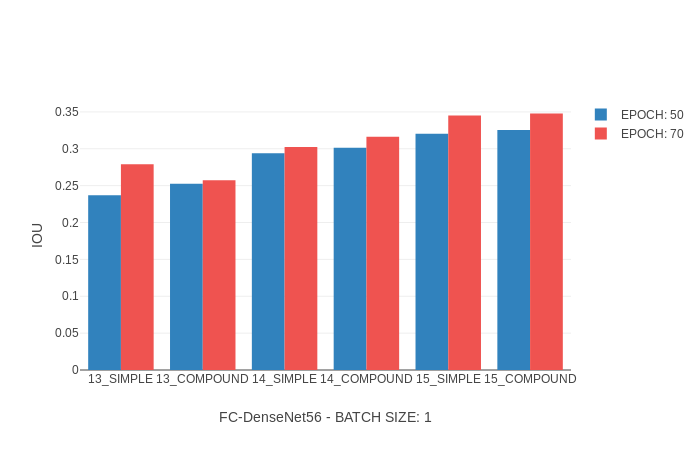 0.35
0.3
0.25
0.2
0.15
0.1
0.05
0
IOU
13_SIMPLE 13_COMPOUND 14_SIMPLE 14_COMPOUND 15_SIMPLE 15_COMPOUND
FC-DenseNet56 - BATCH SIZE: 1
EPOCH: 50
EPOCH: 70